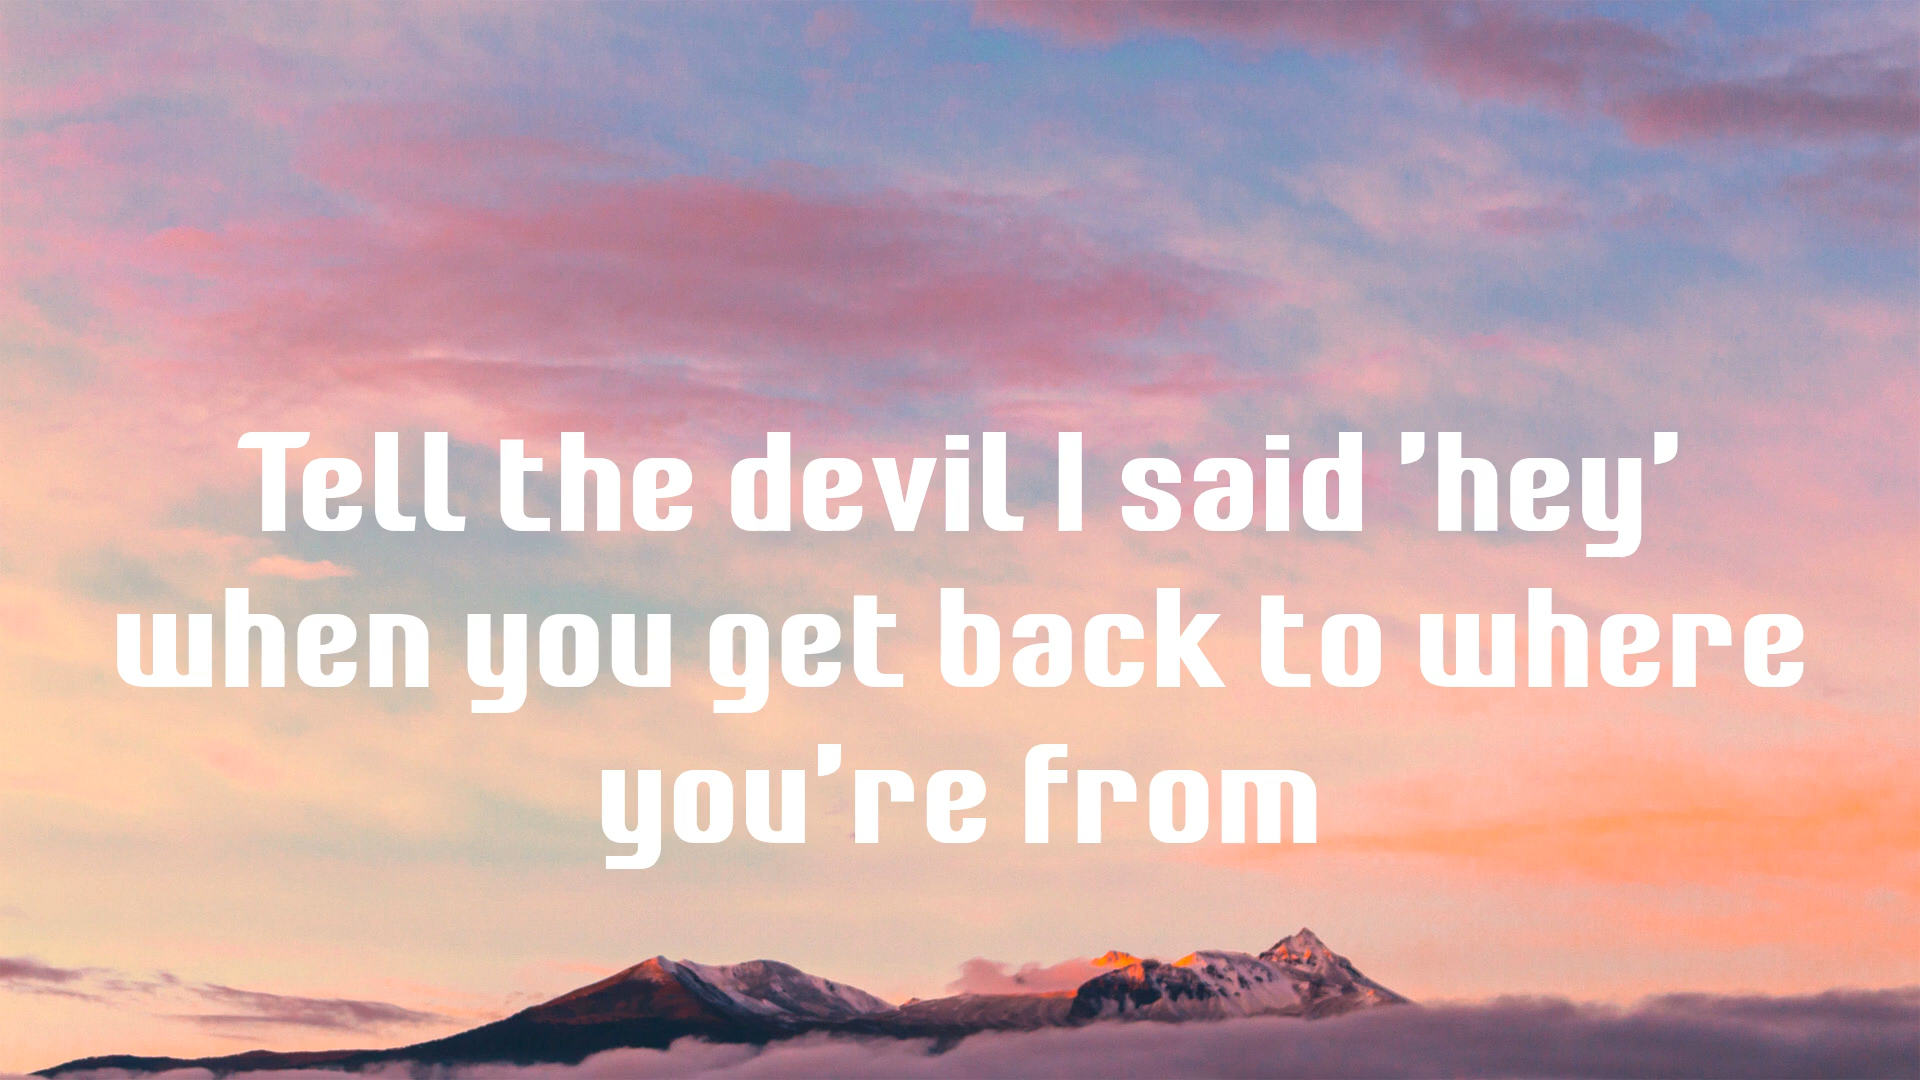 Tell the devil I said 'hey'
when you get back to where
you're from